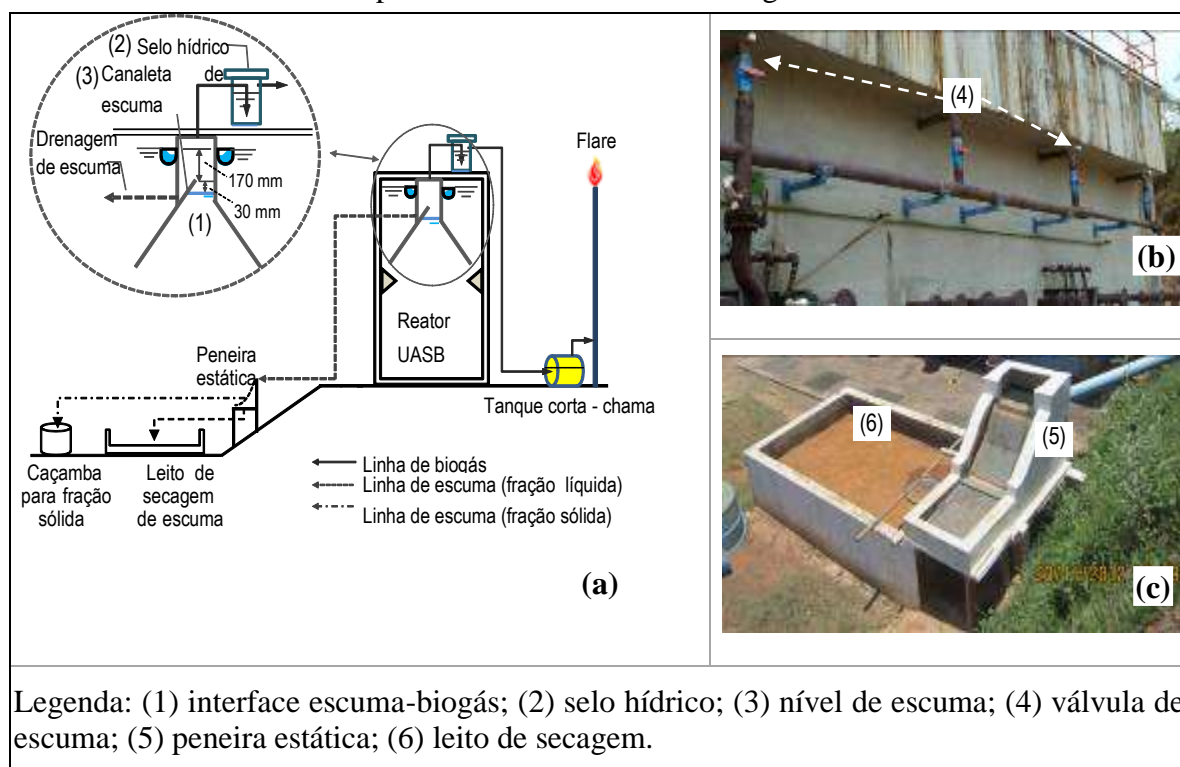 (2) Selo hídrico de
(3) Canaleta
escuma
Drenagem
de escuma
170 mm
30 mm
(1)
Flare
Reator
UASB
Peneira
estática
Tanque corta - chama
Caçamba
para fração
sólida
Leito de
secagem
de escuma
Linha de biogás
Linha de escuma (fração líquida)
Linha de escuma (fração sólida)
(a)
(4)
(b)
(6)
(5)
(c)
Legenda: (1) interface escuma-biogás; (2) selo hídrico; (3) nível de escuma; (4) válvula de
escuma; (5) peneira estática; (6) leito de secagem.